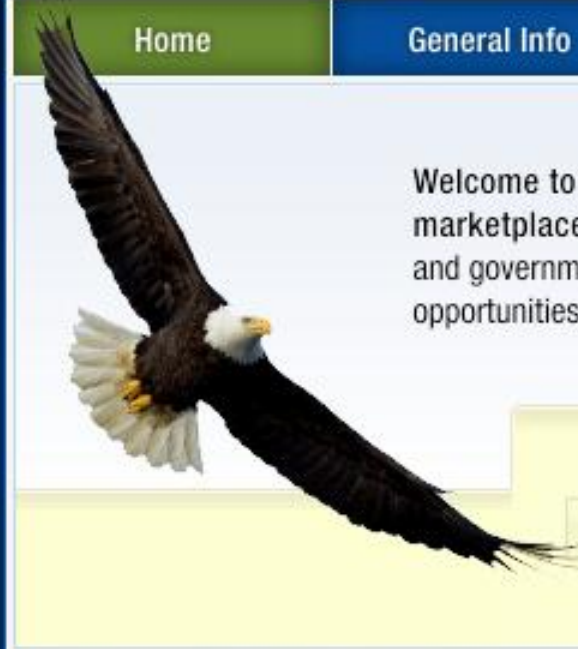 Home
General Info
Welcome to
marketplace
and governm
opportunities